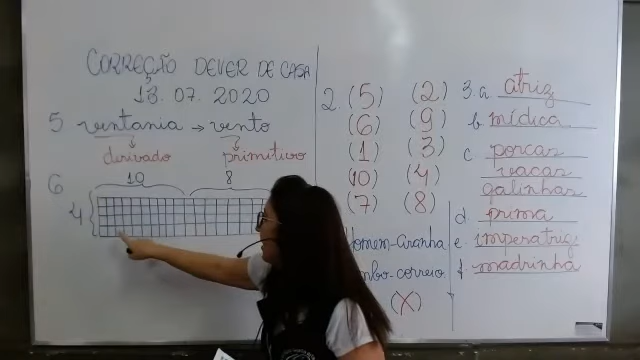 CORREÇÃO DEVER DE CASA
13.07.2020
5 ventania → vento
derivado primitivo
6 10 8
4
2 (5) (2)
(6) (9)
(1) (3)
(10) (4)
(7) (8)
Homem-Aranha
mbo-correio
(X)
3. a atriz
b médica
c porcas
vacas
galinhas
d prima
e imperatriz
f madrinha